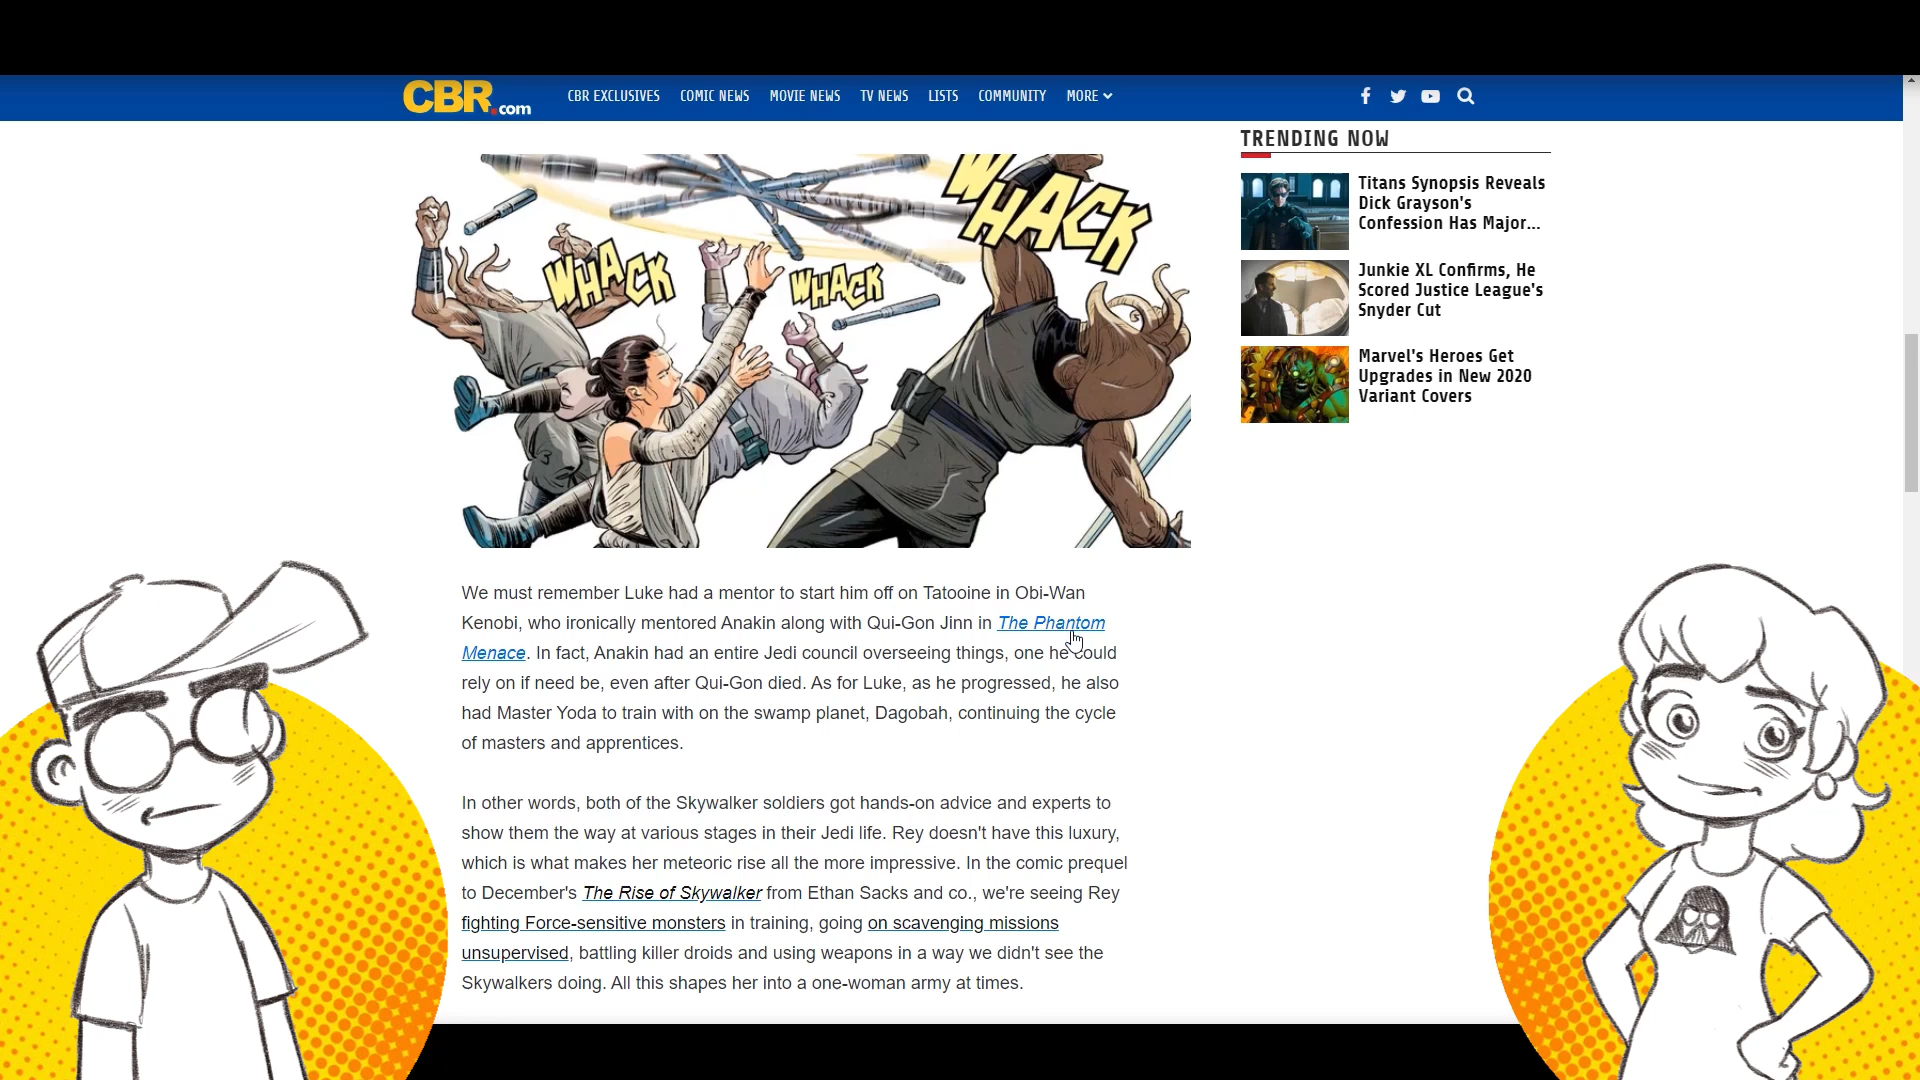 CBR.com
CBR EXCLUSIVES COMIC NEWS MOVIE NEWS TV NEWS LISTS COMMUNITY MORE
TRENDING NOW
Titans Synopsis Reveals
Dick Grayson's
Confession Has Major...
Junkie XL Confirms, He
Scored Justice League's
Snyder Cut
Marvel's Heroes Get
Upgrades in New 2020
Variant Covers
WHACK
WHACK
WHACK
We must remember Luke had a mentor to start him off on Tatooine in Obi-Wan
Kenobi, who ironically mentored Anakin along with Qui-Gon Jinn in The Phantom
Menace. In fact, Anakin had an entire Jedi council overseeing things, one he could
rely on if need be, even after Qui-Gon died. As for Luke, as he progressed, he also
had Master Yoda to train with on the swamp planet, Dagobah, continuing the cycle
of masters and apprentices.
In other words, both of the Skywalker soldiers got hands-on advice and experts to
show them the way at various stages in their Jedi life. Rey doesn't have this luxury,
which is what makes her meteoric rise all the more impressive. In the comic prequel
to December's The Rise of Skywalker from Ethan Sacks and co., we're seeing Rey
fighting Force-sensitive monsters in training, going on scavenging missions
unsupervised, battling killer droids and using weapons in a way we didn't see the
Skywalkers doing. All this shapes her into a one-woman army at times.